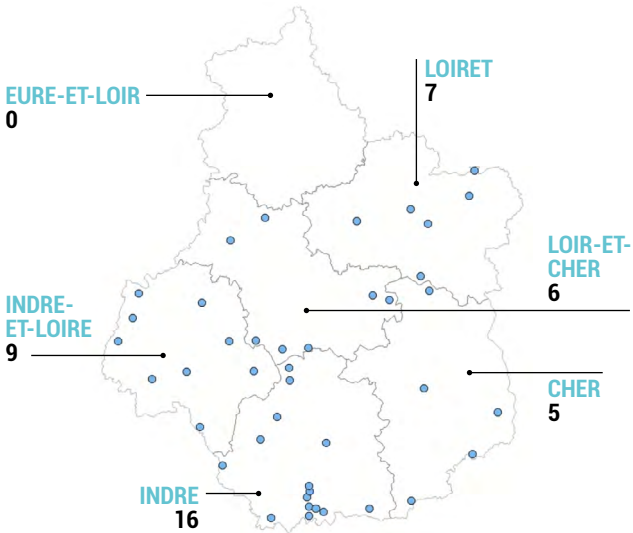 EURE-ET-LOIR
0
LOIRET
7
LOIR-ET-
CHER
6
INDRE-
ET-LOIRE
9
CHER
5
INDRE
16